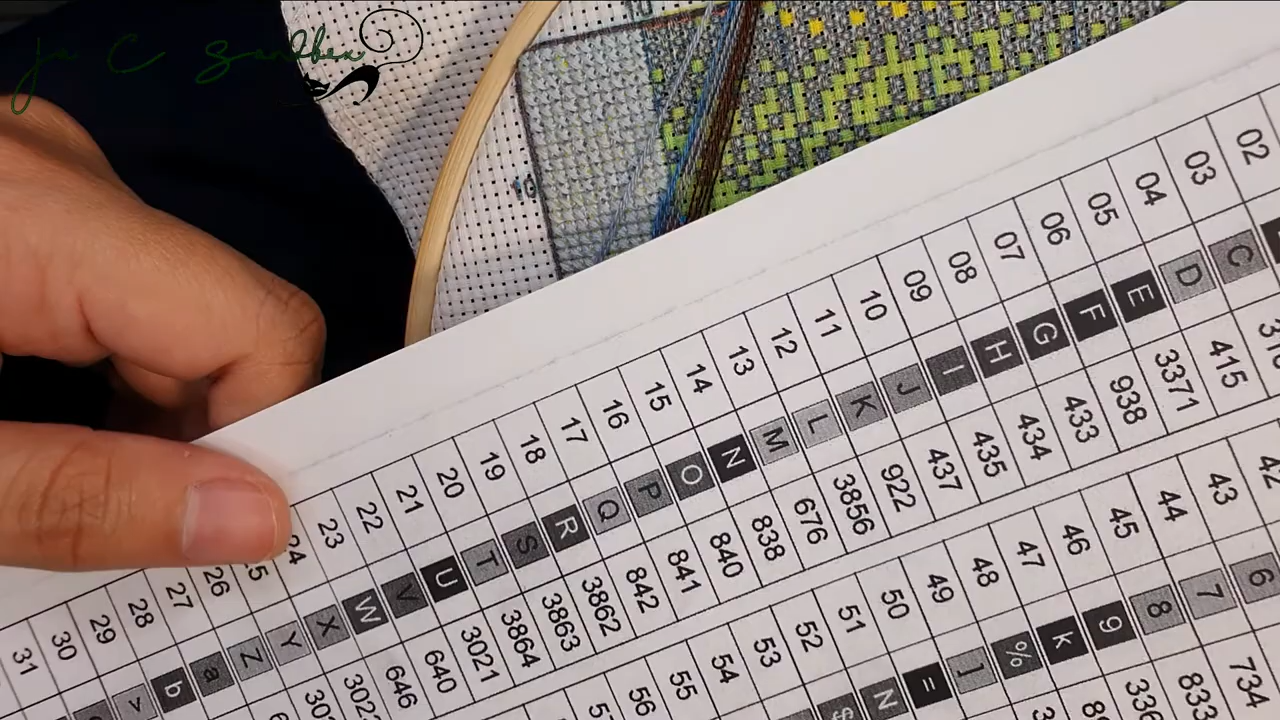 02
03 C
04 D 415
05 E 3371
06 F 938
07 G 433
08 H 434
09 I 435
10 J 437
11 K 922
12 L 3856
13 M 676
14 N 838
15 O 840
16 P 841
17 Q 842
18 R 3862
19 S 3863
20 T 3864
21 U 3021
22 V 640
23 W 646
24 X
Y
26 Z
27 a
28 b
29 >
30
31
42
43 6
44 7 734
45 8 833
46 9
47 k
48 %
49 ]
50 =
51 N
52 $
53
54
55
56